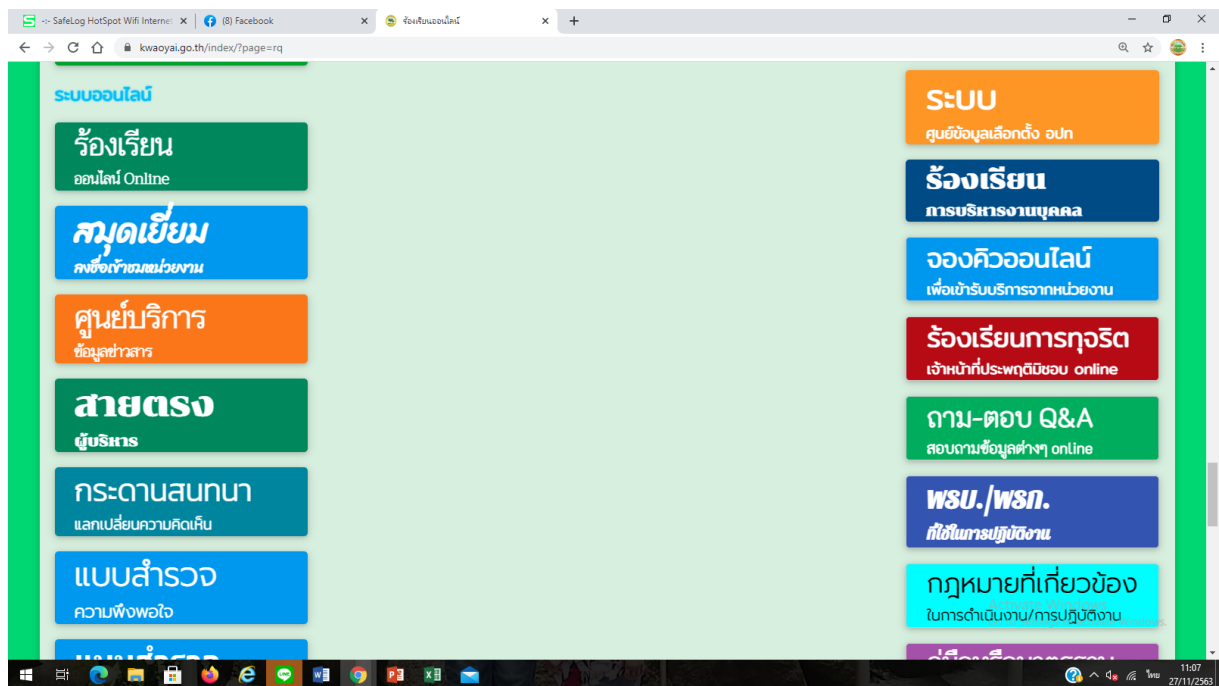 -:- SafeLog HotSpot Wifi Internet
(8) Facebook
ร้องเรียนออนไลน์
kwaoyai.go.th/index/?page=rq
ระบบออนไลน์
ร้องเรียน
ออนไลน์ Online
สมุดเยี่ยม
ลงชื่อเข้าชมหน่วยงาน
ศูนย์บริการ
ข้อมูลข่าวสาร
สายตรง
ผู้บริหาร
กระดานสนทนา
แลกเปลี่ยนความคิดเห็น
แบบสำรวจ
ความพึงพอใจ
แบบสำรวจ
ระบบ
ศูนย์ข้อมูลเลือกตั้ง อปท
ร้องเรียน
การบริหารงานบุคคล
จองคิวออนไลน์
เพื่อเข้ารับบริการจากหน่วยงาน
ร้องเรียนการทุจริต
เจ้าหน้าที่ประพฤติมิชอบ online
ถาม-ตอบ Q&A
สอบถามข้อมูลต่างๆ online
พรบ./พรก.
ที่ใช้ในการปฏิบัติงาน
กฎหมายที่เกี่ยวข้อง
ในการดำเนินงาน/การปฏิบัติงาน
ไทย
11:07
27/11/2563